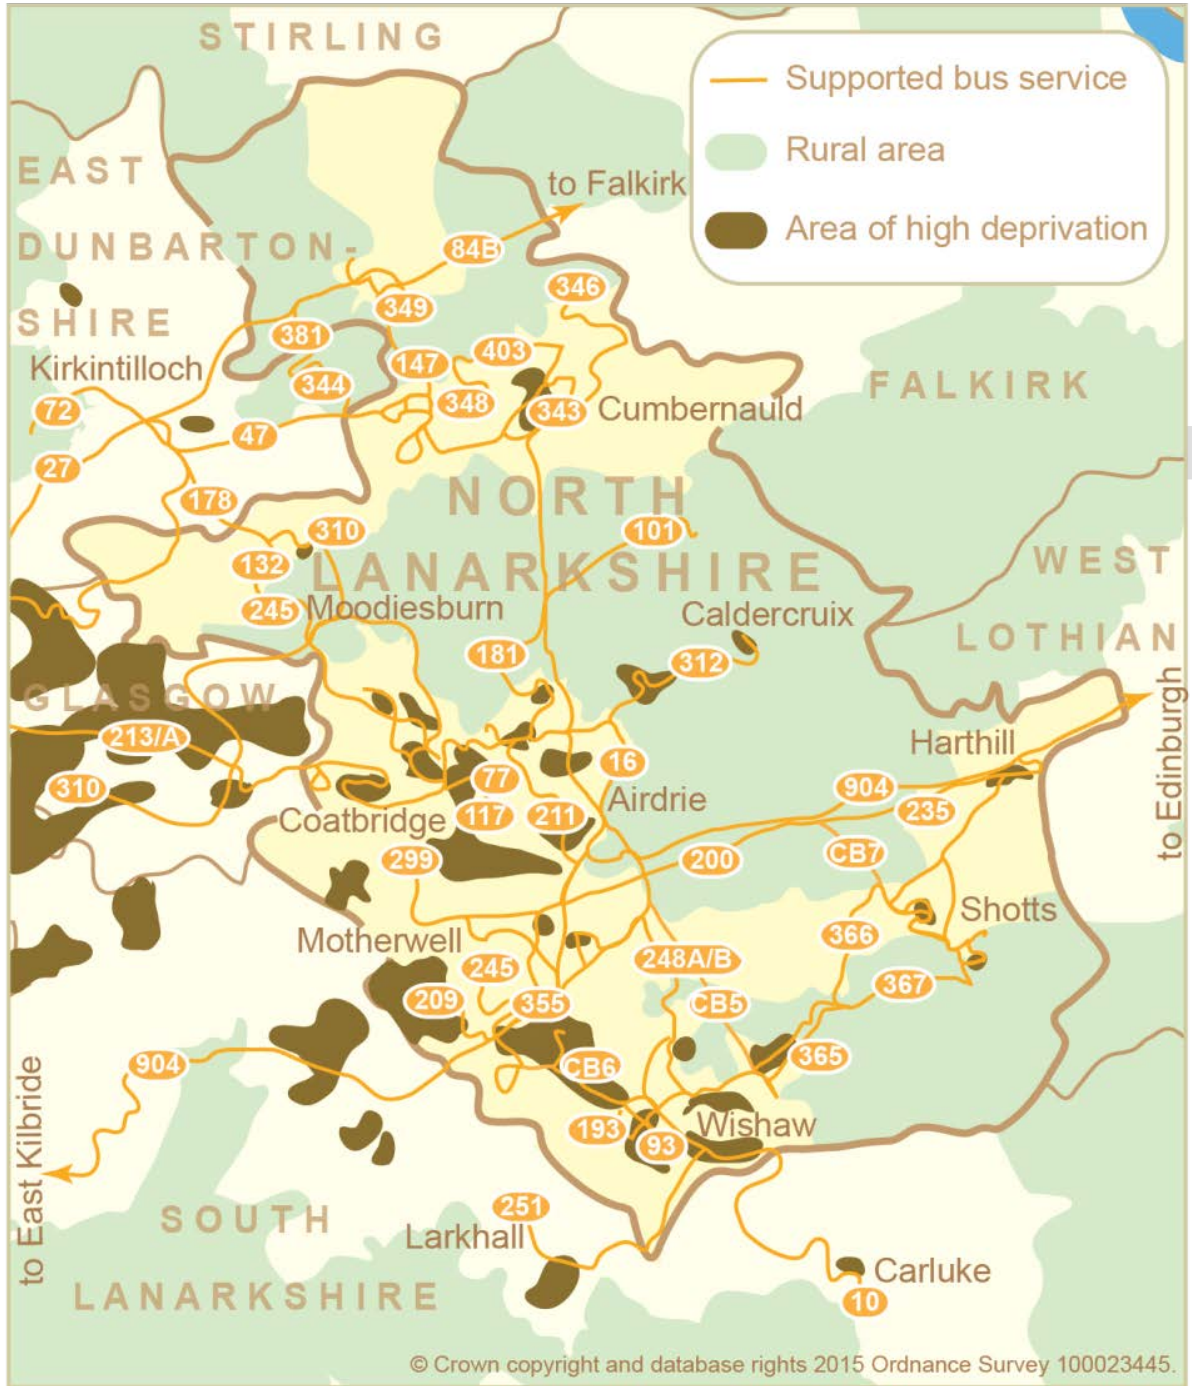 STIRLING
Supported bus service
Rural area
Area of high deprivation
EAST
to Falkirk
DUNBARTON-
84B
346
349
SHIRE
381
403
147
Kirkintilloch
344
FALKIRK
348
343
Cumbernauld
72
47
27
NORTH
178
310
101
132
LANARKSHIRE
WEST
245
Moodiesburn
Caldercruix
LOTHIAN
181
312
GLASGOW
213/A
Harthill
to Edinburgh
16
77
310
904
Airdrie
235
Coatbridge
117
211
299
200
CB7
Shotts
Motherwell
366
248A/B
245
367
209
355
CB5
904
CB6
365
to East Kilbride
193
Wishaw
93
251
SOUTH
Larkhall
Carluke
LANARKSHIRE
10
© Crown copyright and database rights 2015 Ordnance Survey 100023445.